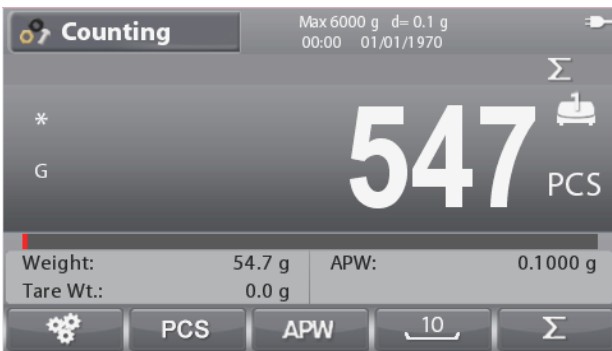 Counting
Max 6000 g d= 0.1 g
00:00 01/01/1970
Σ
1
*
G
547 PCS
Weight: 54.7 g APW: 0.1000 g
Tare Wt.: 0.0 g
PCS APW 10 Σ